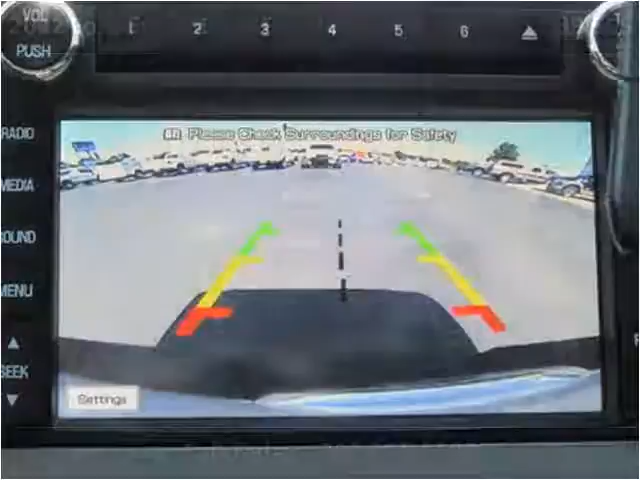 VOL
PUSH
1 2 3 4 5 6
RADIO
MEDIA
SOUND
MENU
SEEK
Please Check Surroundings for Safety
Settings